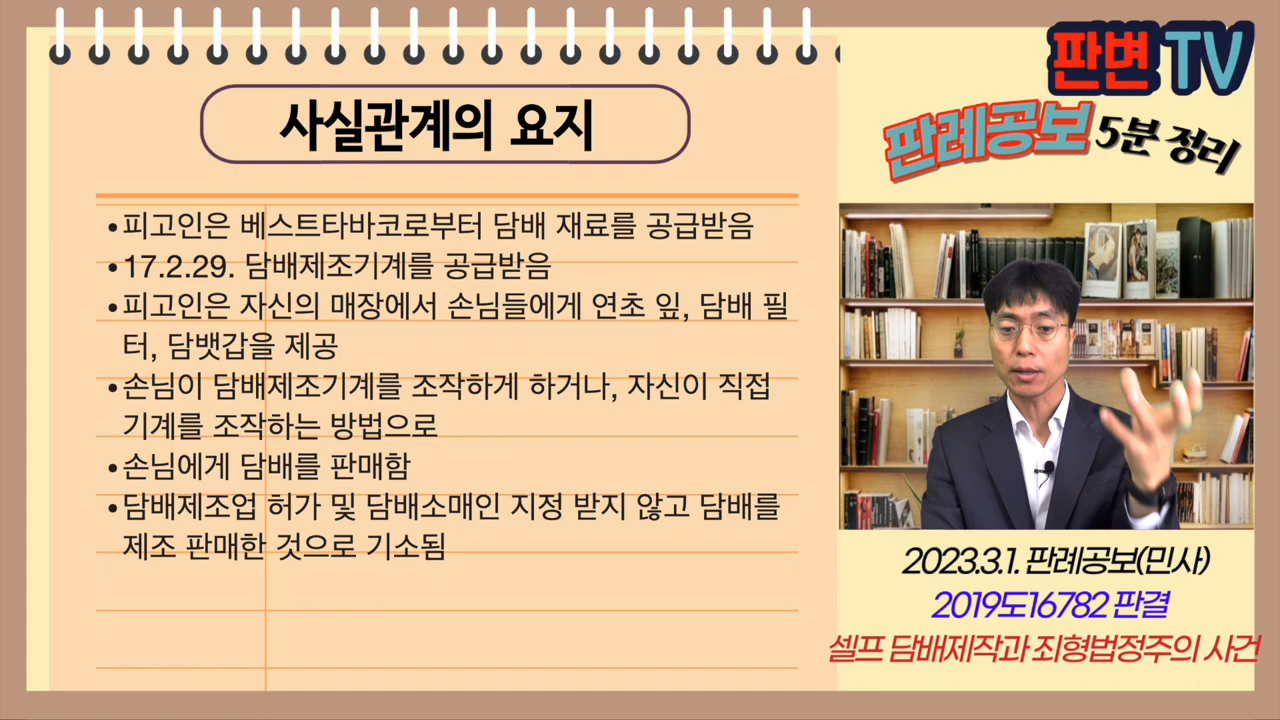 사실관계의 요지
•피고인은 베스트타바코로부터 담배 재료를 공급받음
•17.2.29. 담배제조기계를 공급받음
•피고인은 자신의 매장에서 손님들에게 연초 잎, 담배 필
터, 담뱃갑을 제공
•손님이 담배제조기계를 조작하게 하거나, 자신이 직접
기계를 조작하는 방법으로
•손님에게 담배를 판매함
•담배제조업 허가 및 담배소매인 지정 받지 않고 담배를
제조 판매한 것으로 기소됨
판변 TV
판례공보 5분 정리
2023.3.1. 판례공보(민사)
2019도16782 판결
셀프 담배제작과 죄형법정주의 사건